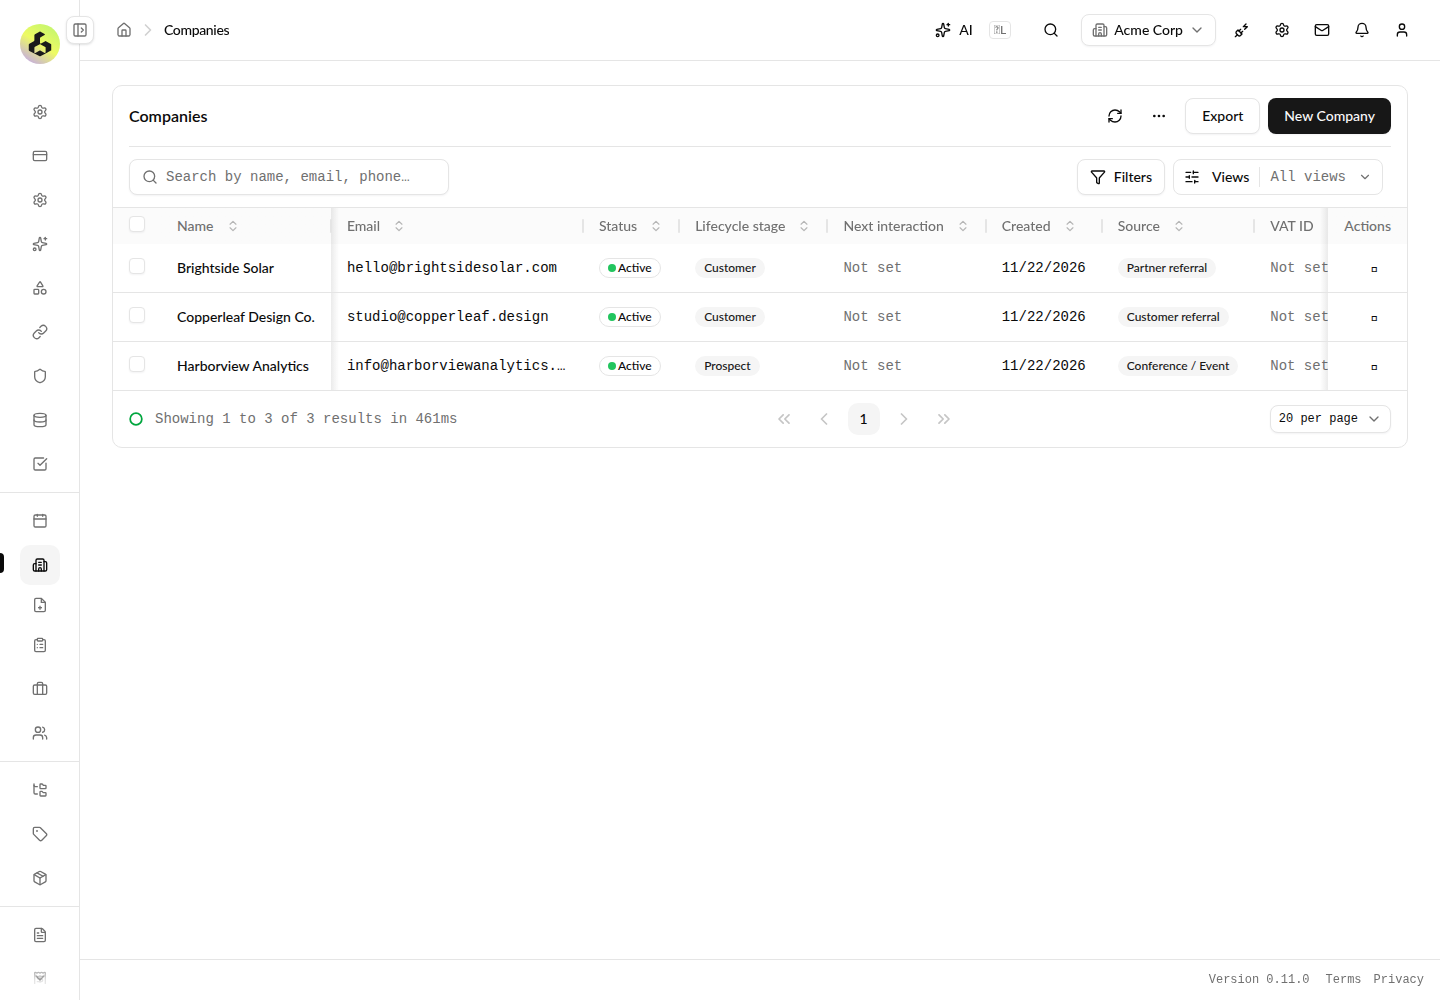 Companies
AI
L
Acme Corp
Companies
Export
New Company
Search by name, email, phone…
Filters
Views
All views
Name
Email
Status
Lifecycle stage
Next interaction
Created
Source
VAT ID
Actions
Brightside Solar
hello@brightsidesolar.com
Active
Customer
Not set
11/22/2026
Partner referral
Not set
Copperleaf Design Co.
studio@copperleaf.design
Active
Customer
Not set
11/22/2026
Customer referral
Not set
Harborview Analytics
info@harborviewanalytics.…
Active
Prospect
Not set
11/22/2026
Conference / Event
Not set
Showing 1 to 3 of 3 results in 461ms
1
20 per page
Version 0.11.0
Terms
Privacy